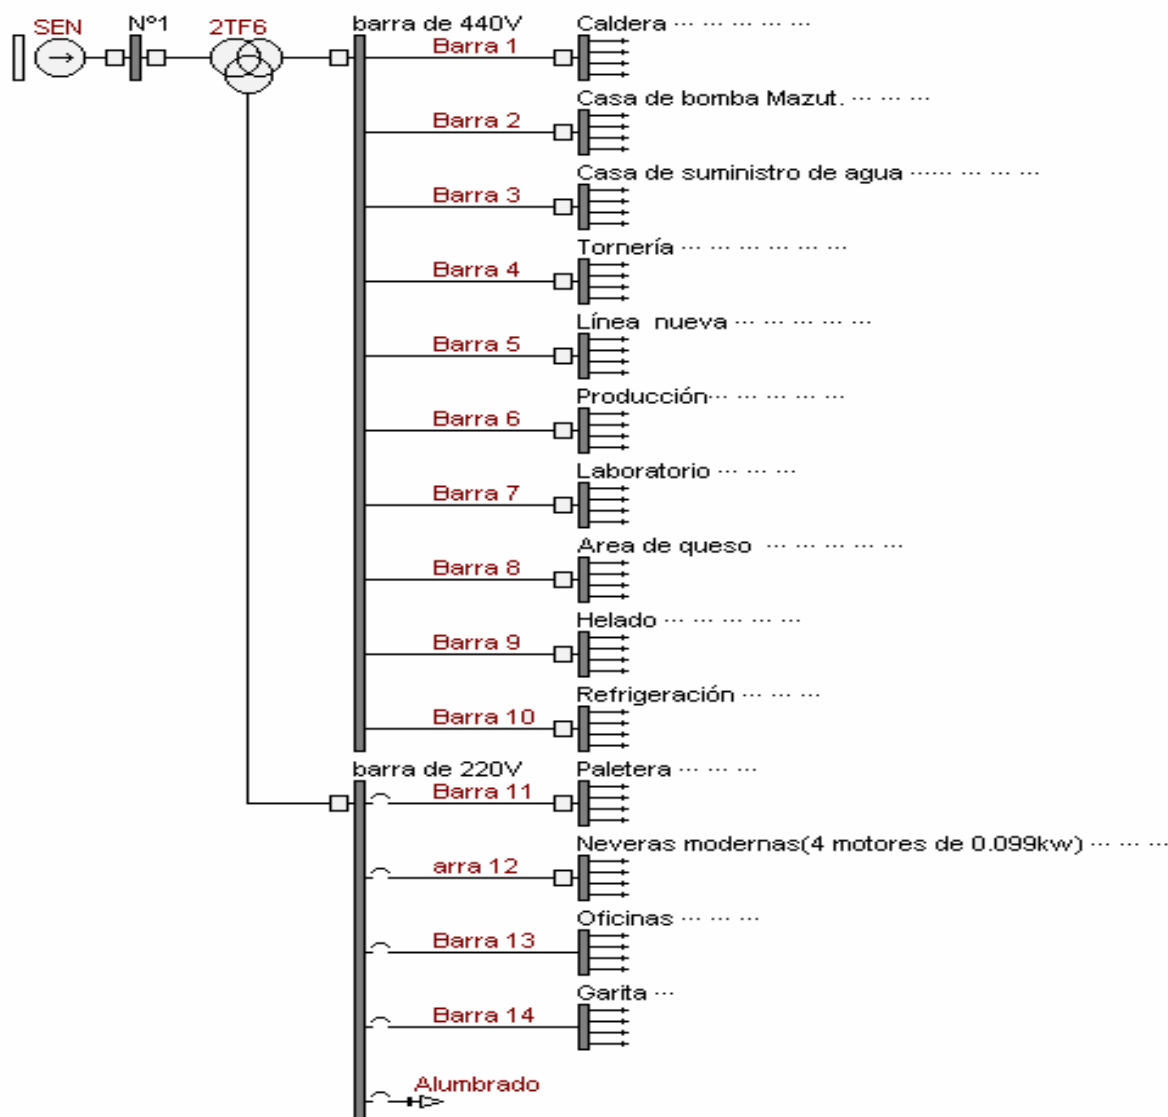 SEN
Nº1
2TF6
barra de 440V
Caldera ... ... ... ... ...
Barra 1
Casa de bomba Mazut. ... ... ...
Barra 2
Casa de suministro de agua ...... ... ... ...
Barra 3
Tornería ... ... ... ... ... ...
Barra 4
Línea nueva ... ... ... ... ...
Barra 5
Producción... ... ... ... ...
Barra 6
Laboratorio ... ... ...
Barra 7
Area de queso ... ... ... ... ...
Barra 8
Helado ... ... ... ... ...
Barra 9
Refrigeración ... ... ...
Barra 10
barra de 220V
Paletera ... ... ...
Barra 11
Neveras modernas(4 motores de 0.099kw) ... ... ...
arra 12
Oficinas ... ... ...
Barra 13
Garita ...
Barra 14
Alumbrado